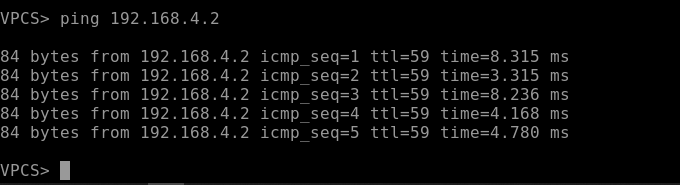 VPCS> ping 192.168.4.2
84 bytes from 192.168.4.2 icmp_seq=1 ttl=59 time=8.315 ms
84 bytes from 192.168.4.2 icmp_seq=2 ttl=59 time=3.315 ms
84 bytes from 192.168.4.2 icmp_seq=3 ttl=59 time=8.236 ms
84 bytes from 192.168.4.2 icmp_seq=4 ttl=59 time=4.168 ms
84 bytes from 192.168.4.2 icmp_seq=5 ttl=59 time=4.780 ms
VPCS>